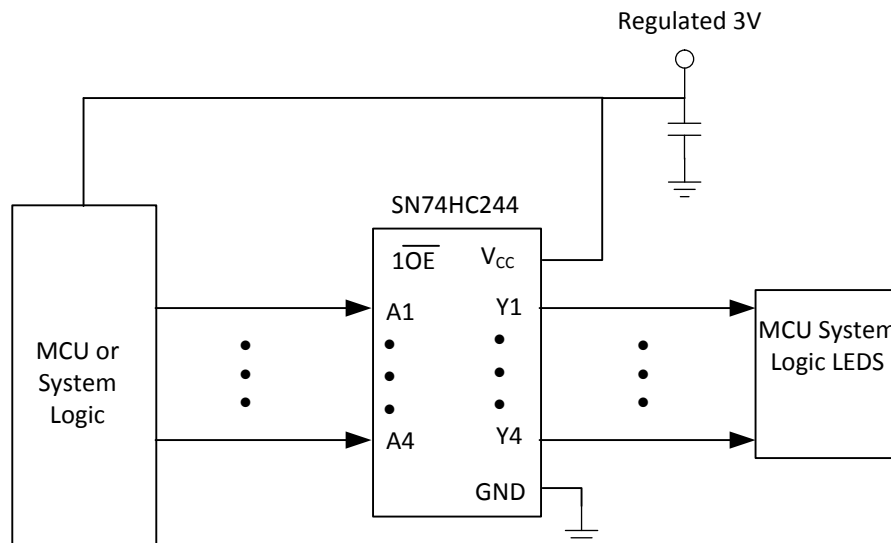 Regulated 3V
SN74HC244
1OE
VCC
A1
Y1
MCU or
System
Logic
MCU System
Logic LEDS
A4
Y4
GND